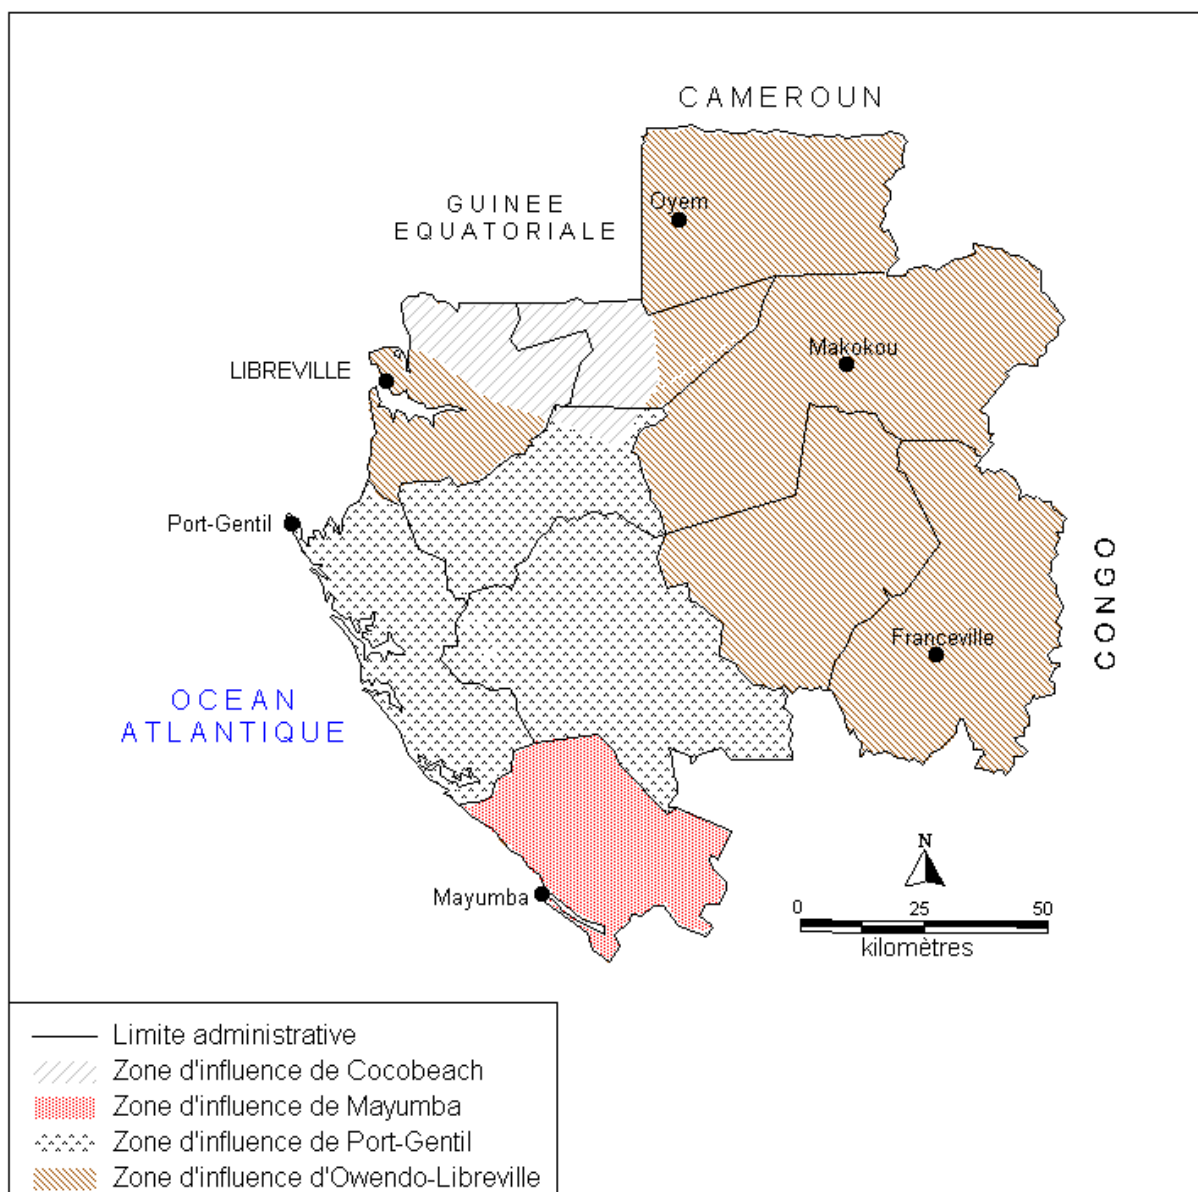 CAMEROUN
GUINEE
EQUATORIALE
Oyem
Makokou
LIBREVILLE
Port-Gentil
CONGO
Franceville
OCEAN
ATLANTIQUE
Mayumba
N
0 25 50
kilomètres
Limite administrative
Zone d'influence de Cocobeach
Zone d'influence de Mayumba
Zone d'influence de Port-Gentil
Zone d'influence d'Owendo-Libreville